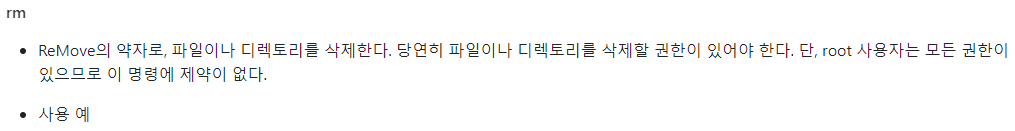 rm
• ReMove의 약자로, 파일이나 디렉토리를 삭제한다. 당연히 파일이나 디렉토리를 삭제할 권한이 있어야 한다. 단, root 사용자는 모든 권한이
있으므로 이 명령에 제약이 없다.
• 사용 예